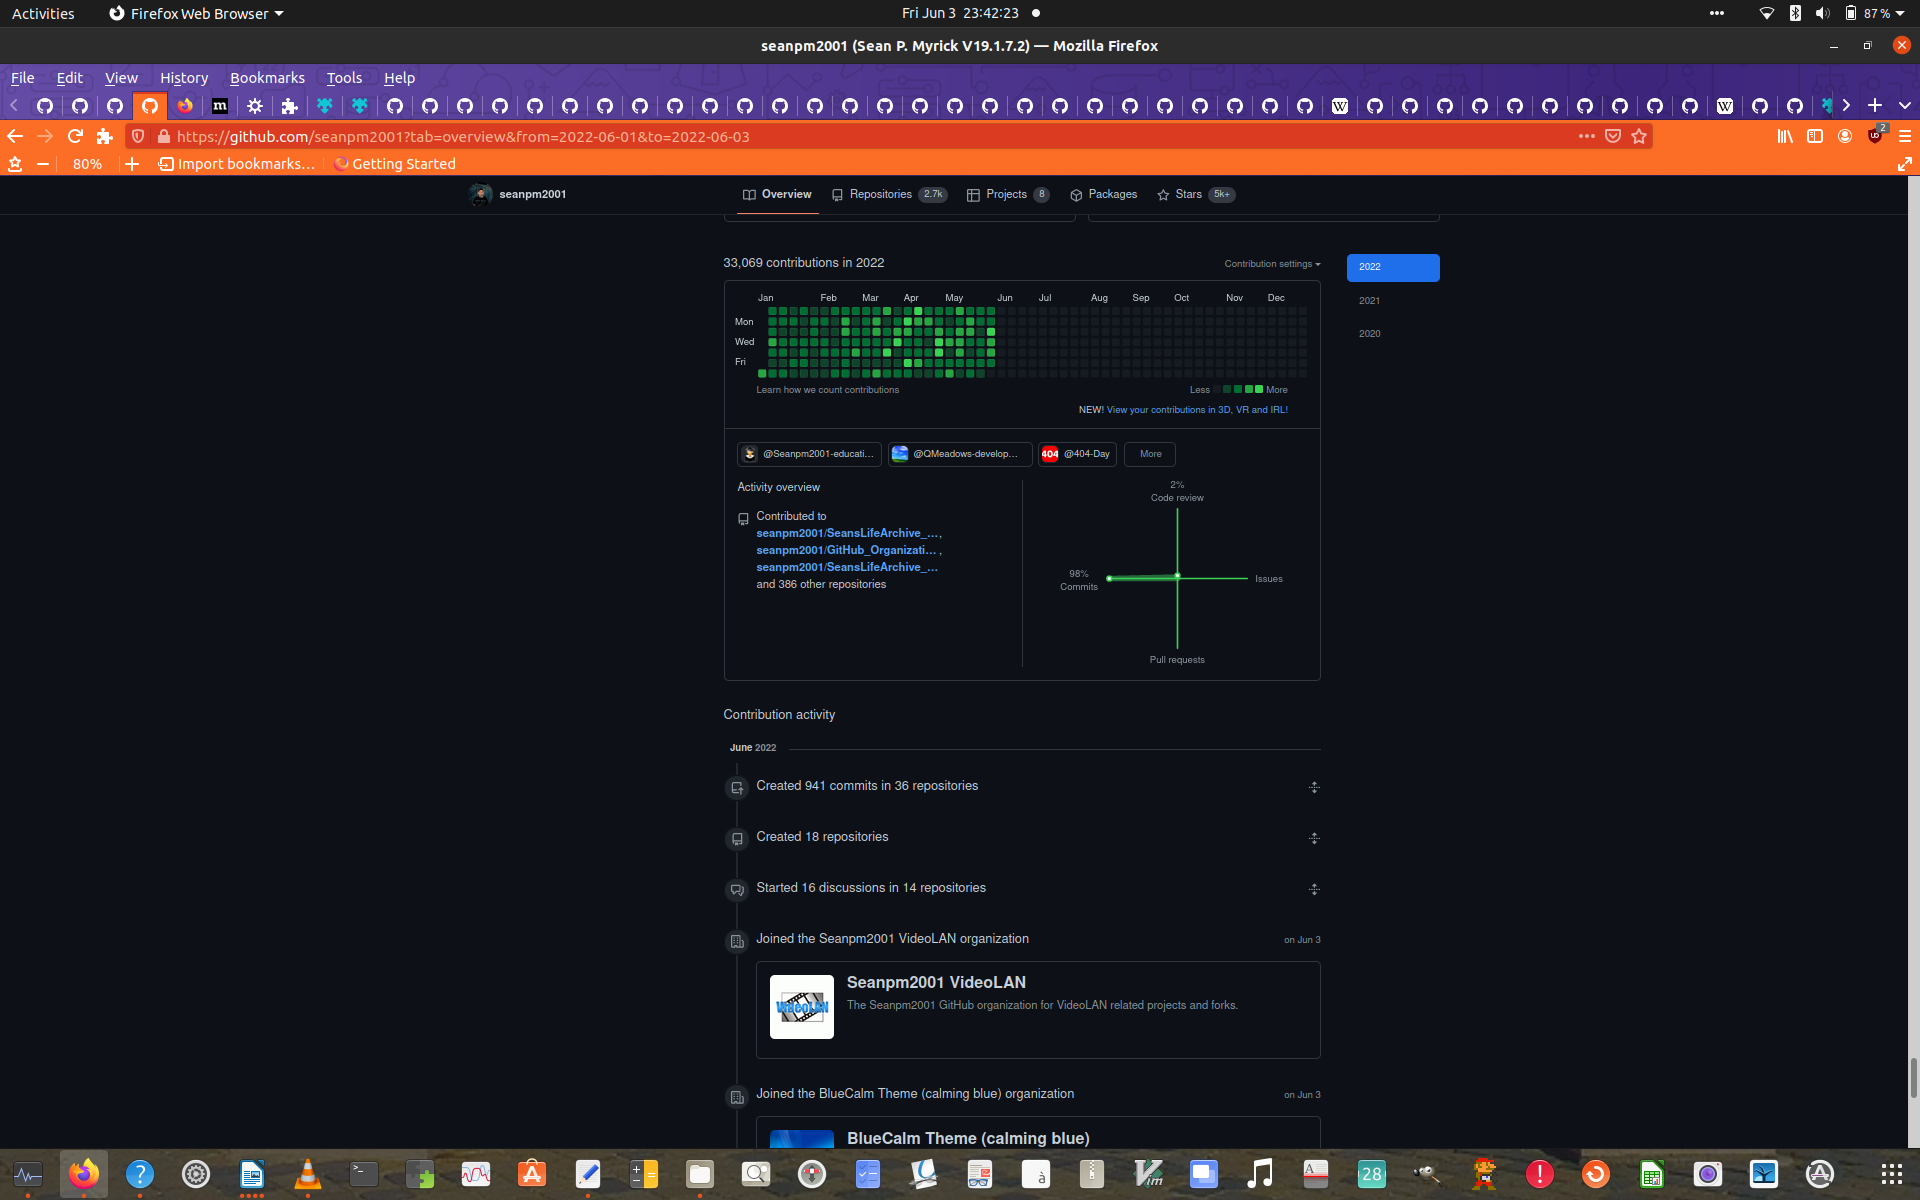 Activities
Firefox Web Browser
Fri Jun 3 23:42:23
87 %
seanpm2001 (Sean P. Myrick V19.1.7.2) — Mozilla Firefox
File Edit View History Bookmarks Tools Help
https://github.com/seanpm2001?tab=overview&from=2022-06-01&to=2022-06-03
2
80%
Import bookmarks...
Getting Started
seanpm2001
Overview
Repositories 2.7k
Projects 8
Packages
Stars 5k+
33,069 contributions in 2022
Contribution settings
2022
2021
2020
Jan Feb Mar Apr May Jun Jul Aug Sep Oct Nov Dec
Mon
Wed
Fri
Learn how we count contributions
Less More
NEW! View your contributions in 3D, VR and IRL!
@Seanpm2001-educati...
@QMeadows-develop...
404 @404-Day
More
Activity overview
Contributed to
seanpm2001/SeansLifeArchive_...,
seanpm2001/GitHub_Organizati... ,
seanpm2001/SeansLifeArchive_...
and 386 other repositories
2%
Code review
98%
Commits
Issues
Pull requests
Contribution activity
June 2022
Created 941 commits in 36 repositories
Created 18 repositories
Started 16 discussions in 14 repositories
Joined the Seanpm2001 VideoLAN organization
on Jun 3
VideoLAN
Seanpm2001 VideoLAN
The Seanpm2001 GitHub organization for VideoLAN related projects and forks.
Joined the BlueCalm Theme (calming blue) organization
on Jun 3
BlueCalm Theme (calming blue)
28